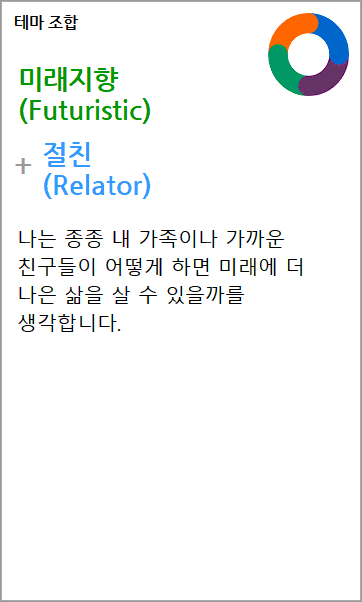 테마 조합
미래지향
(Futuristic)
+ 절친
(Relator)
나는 종종 내 가족이나 가까운
친구들이 어떻게 하면 미래에 더
나은 삶을 살 수 있을까를
생각합니다.